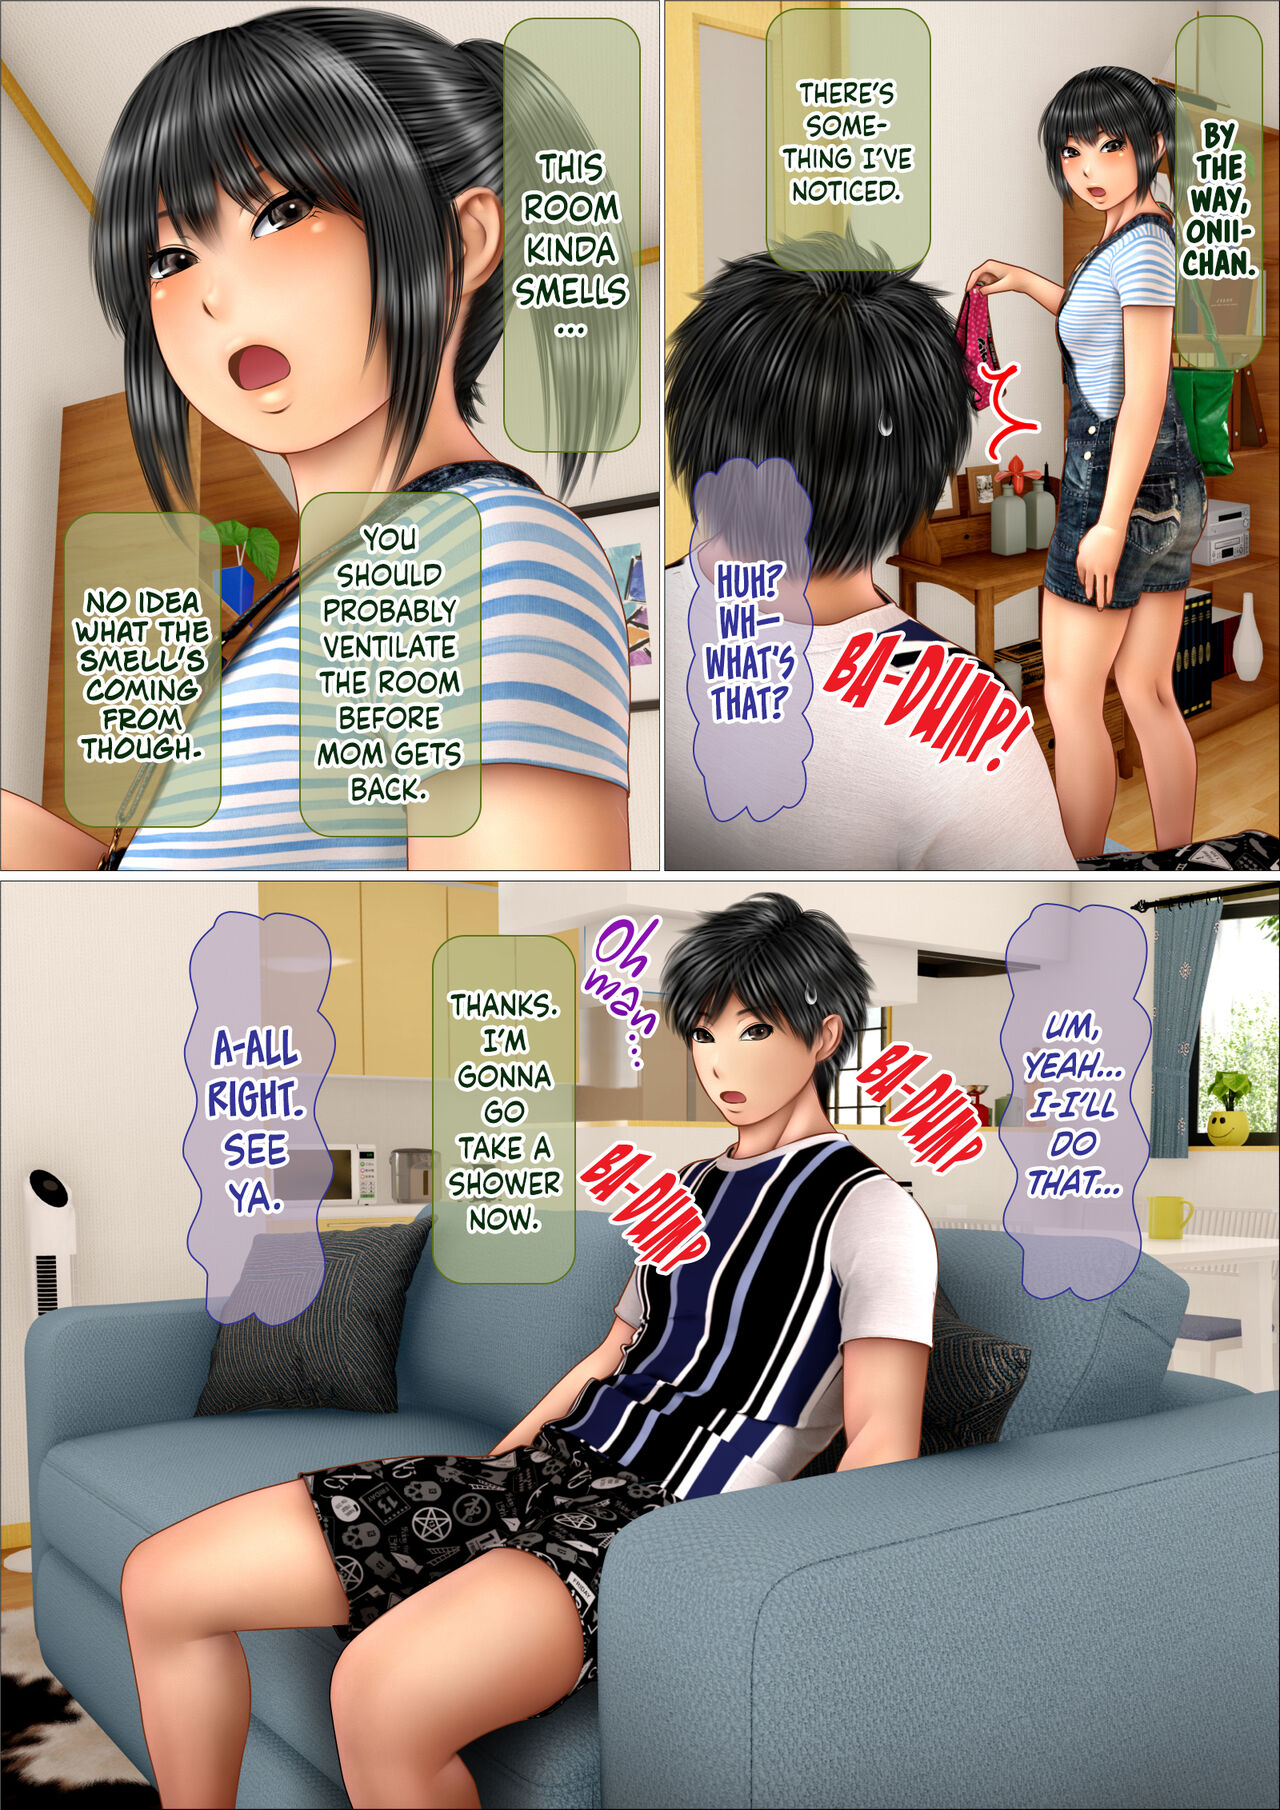 BY
THE
WAY,
ONII-
CHAN.
THERE'S
SOME-
THING I'VE
NOTICED.
HUH?
WH—
WHAT'S
THAT?
BA-DUMP!
THIS
ROOM
KINDA
SMELLS
...
YOU
SHOULD
PROBABLY
VENTILATE
THE ROOM
BEFORE
MOM GETS
BACK.
NO IDEA
WHAT THE
SMELL'S
COMING
FROM
THOUGH.
UM,
YEAH...
I-I'LL
DO
THAT...
BA-DUMP
Oh
man...
BA-DUMP
THANKS.
I'M
GONNA
GO
TAKE A
SHOWER
NOW.
A-ALL
RIGHT.
SEE
YA.
FRIDAY
13
FRIDAY